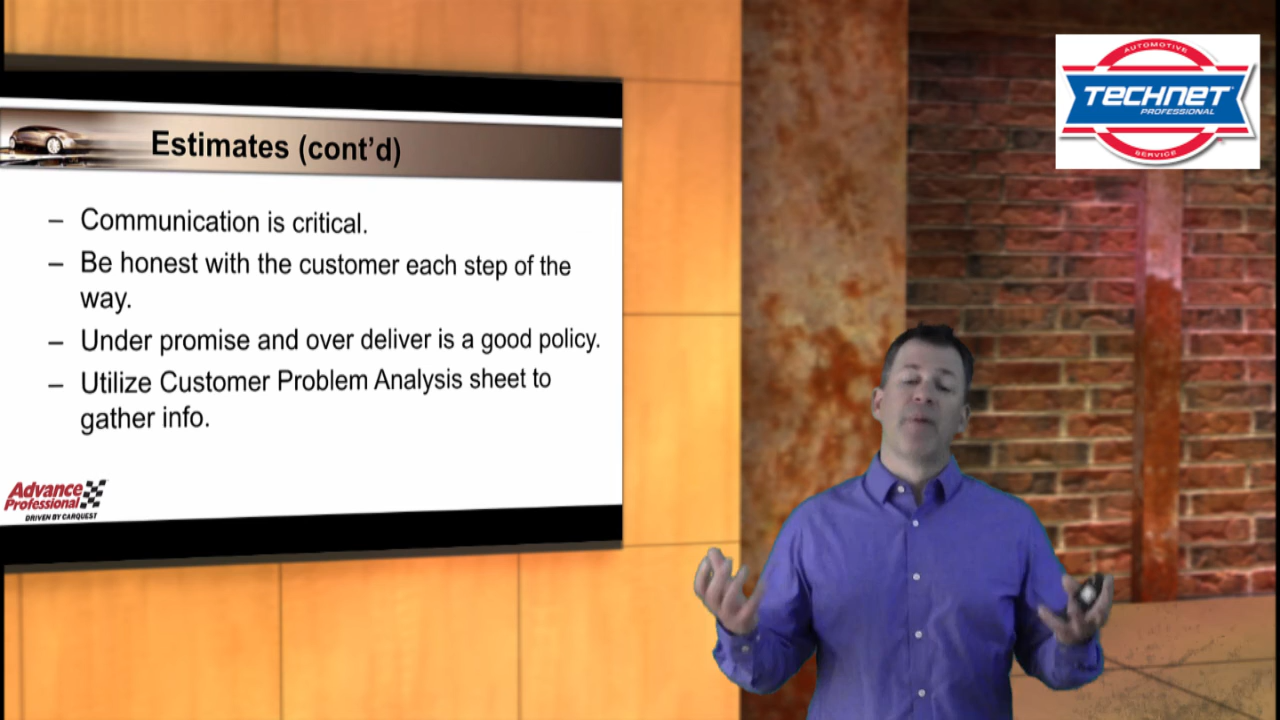 Estimates (cont’d)
– Communication is critical.
– Be honest with the customer each step of the
way.
– Under promise and over deliver is a good policy.
– Utilize Customer Problem Analysis sheet to
gather info.
Advance
Professional
DRIVEN BY CARQUEST
AUTOMOTIVE
TECHNET
PROFESSIONAL
SERVICE